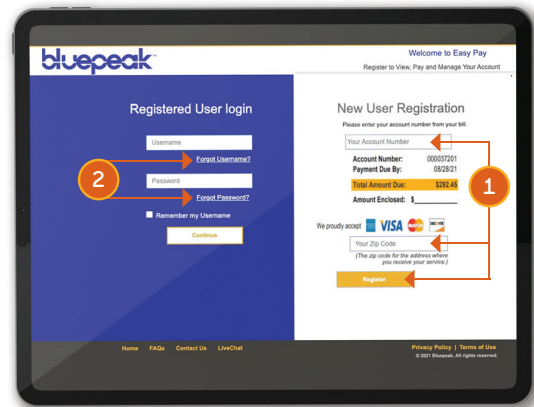 bluepeak
Welcome to Easy Pay
Register to View, Pay and Manage Your Account
Registered User login
Username
Forgot Username?
Password
Forgot Password?
Remember my Username
Continue
2
New User Registration
Please enter your account number from your bill.
Your Account Number
Account Number: 000037201
Payment Due By: 08/28/21
Total Amount Due: $292.45
Amount Enclosed: $
We proudly accept VISA DISCOVER
Your Zip Code
(The zip code for the address where
you receive your service.)
Register
1
Home FAQs Contact Us LiveChat
Privacy Policy | Terms of Use
© 2021 Bluepeak, All rights reserved.